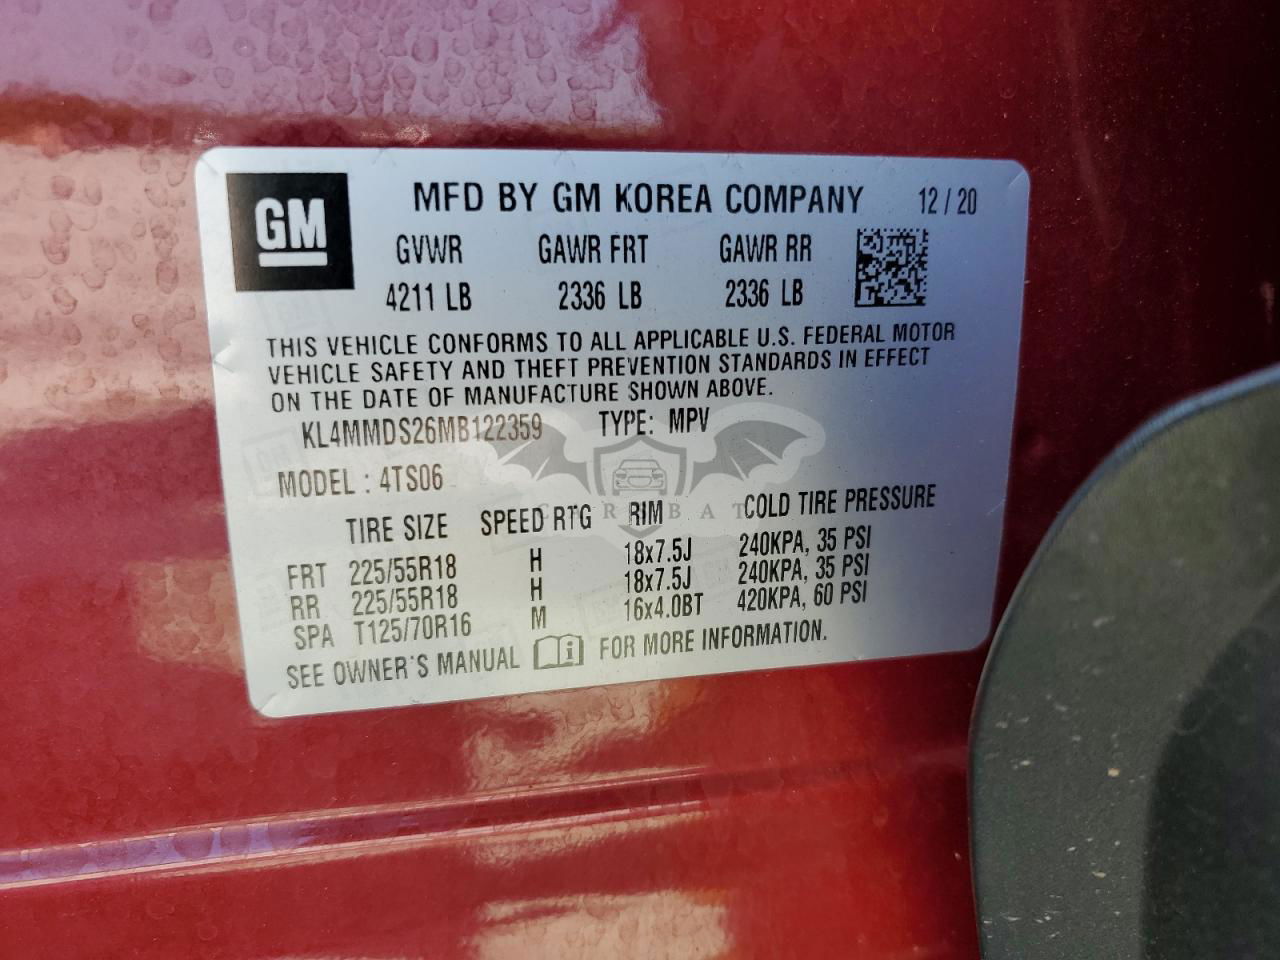 GM
MFD BY GM KOREA COMPANY 12 / 20
GVWR GAWR FRT GAWR RR
4211 LB 2336 LB 2336 LB
THIS VEHICLE CONFORMS TO ALL APPLICABLE U.S. FEDERAL MOTOR
VEHICLE SAFETY AND THEFT PREVENTION STANDARDS IN EFFECT
ON THE DATE OF MANUFACTURE SHOWN ABOVE.
KL4MMDS26MB122359 TYPE: MPV
MODEL : 4TS06
TIRE SIZE SPEED RTG RIM COLD TIRE PRESSURE
FRT 225/55R18 H 18x7.5J 240KPA, 35 PSI
RR 225/55R18 H 18x7.5J 240KPA, 35 PSI
SPA T125/70R16 M 16x4.0BT 420KPA, 60 PSI
SEE OWNER'S MANUAL FOR MORE INFORMATION.